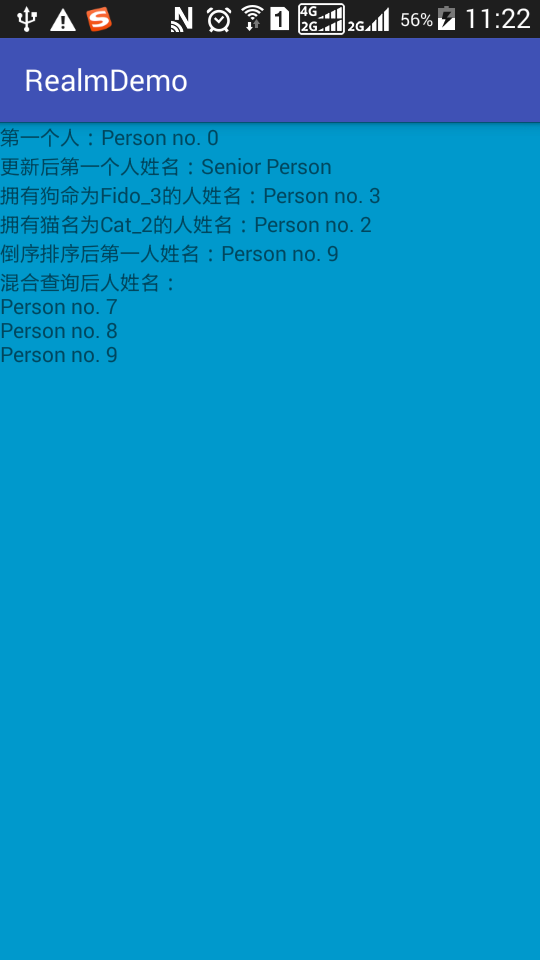 4G
2G
1
2G
56%
11:22
RealmDemo
第一个人：Person no. 0
更新后第一个人姓名：Senior Person
拥有狗命为Fido_3的人姓名：Person no. 3
拥有猫名为Cat_2的人姓名：Person no. 2
倒序排序后第一人姓名：Person no. 9
混合查询后人姓名：
Person no. 7
Person no. 8
Person no. 9